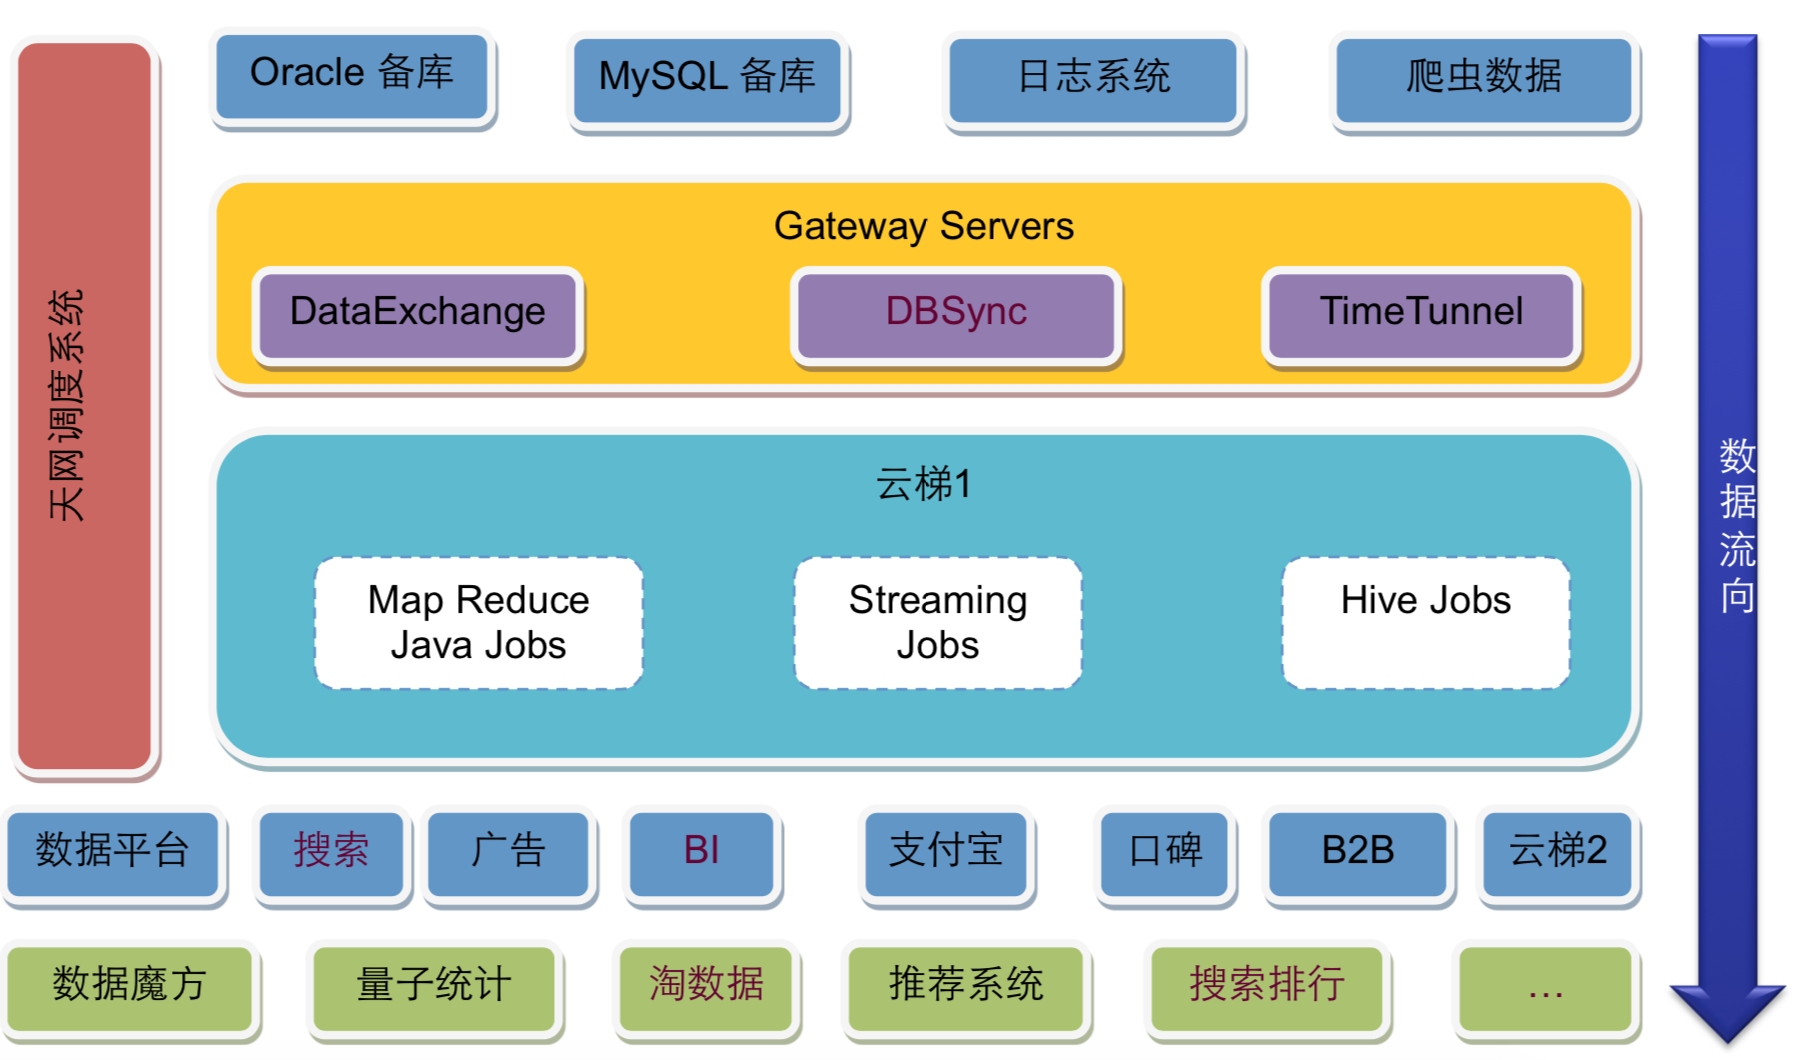 天网调度系统
Oracle 备库
MySQL 备库
日志系统
爬虫数据
Gateway Servers
DataExchange
DBSync
TimeTunnel
云梯1
Map Reduce
Java Jobs
Streaming
Jobs
Hive Jobs
数据流向
数据平台
搜索
广告
BI
支付宝
口碑
B2B
云梯2
数据魔方
量子统计
淘数据
推荐系统
搜索排行
…